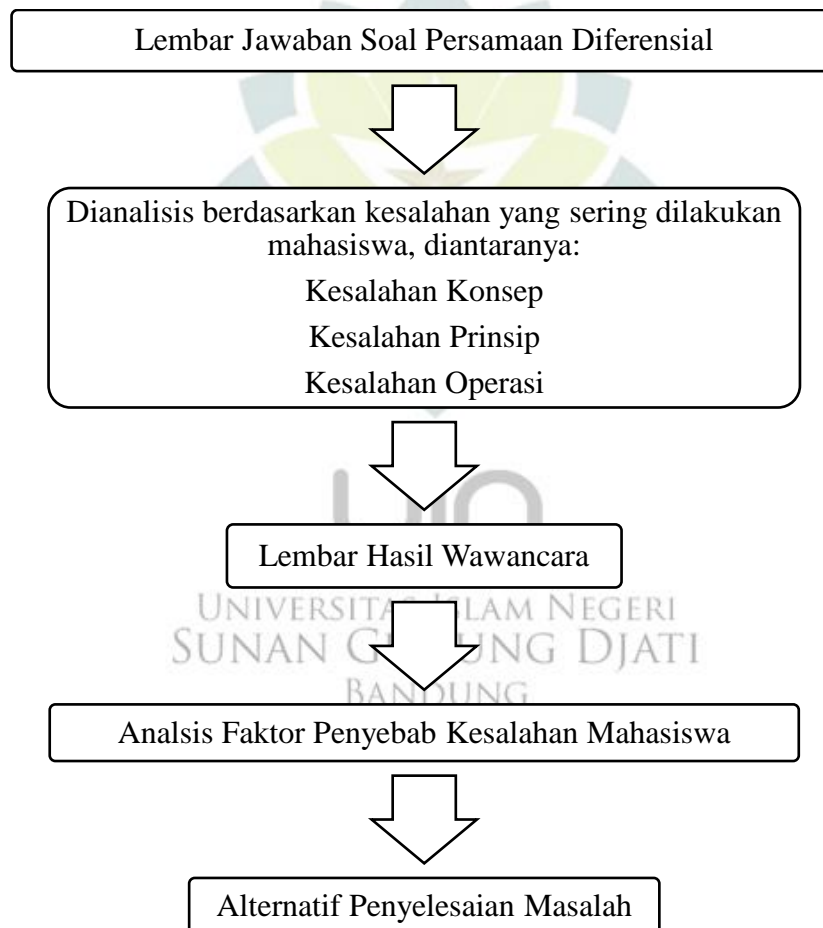 Lembar Jawaban Soal Persamaan Diferensial
Dianalisis berdasarkan kesalahan yang sering dilakukan
mahasiswa, diantaranya:
Kesalahan Konsep
Kesalahan Prinsip
Kesalahan Operasi
Lembar Hasil Wawancara
UNIVERSITAS ISLAM NEGERI
SUNAN DJATI
BANDUNG
Analsis Faktor Penyebab Kesalahan Mahasiswa
Alternatif Penyelesaian Masalah